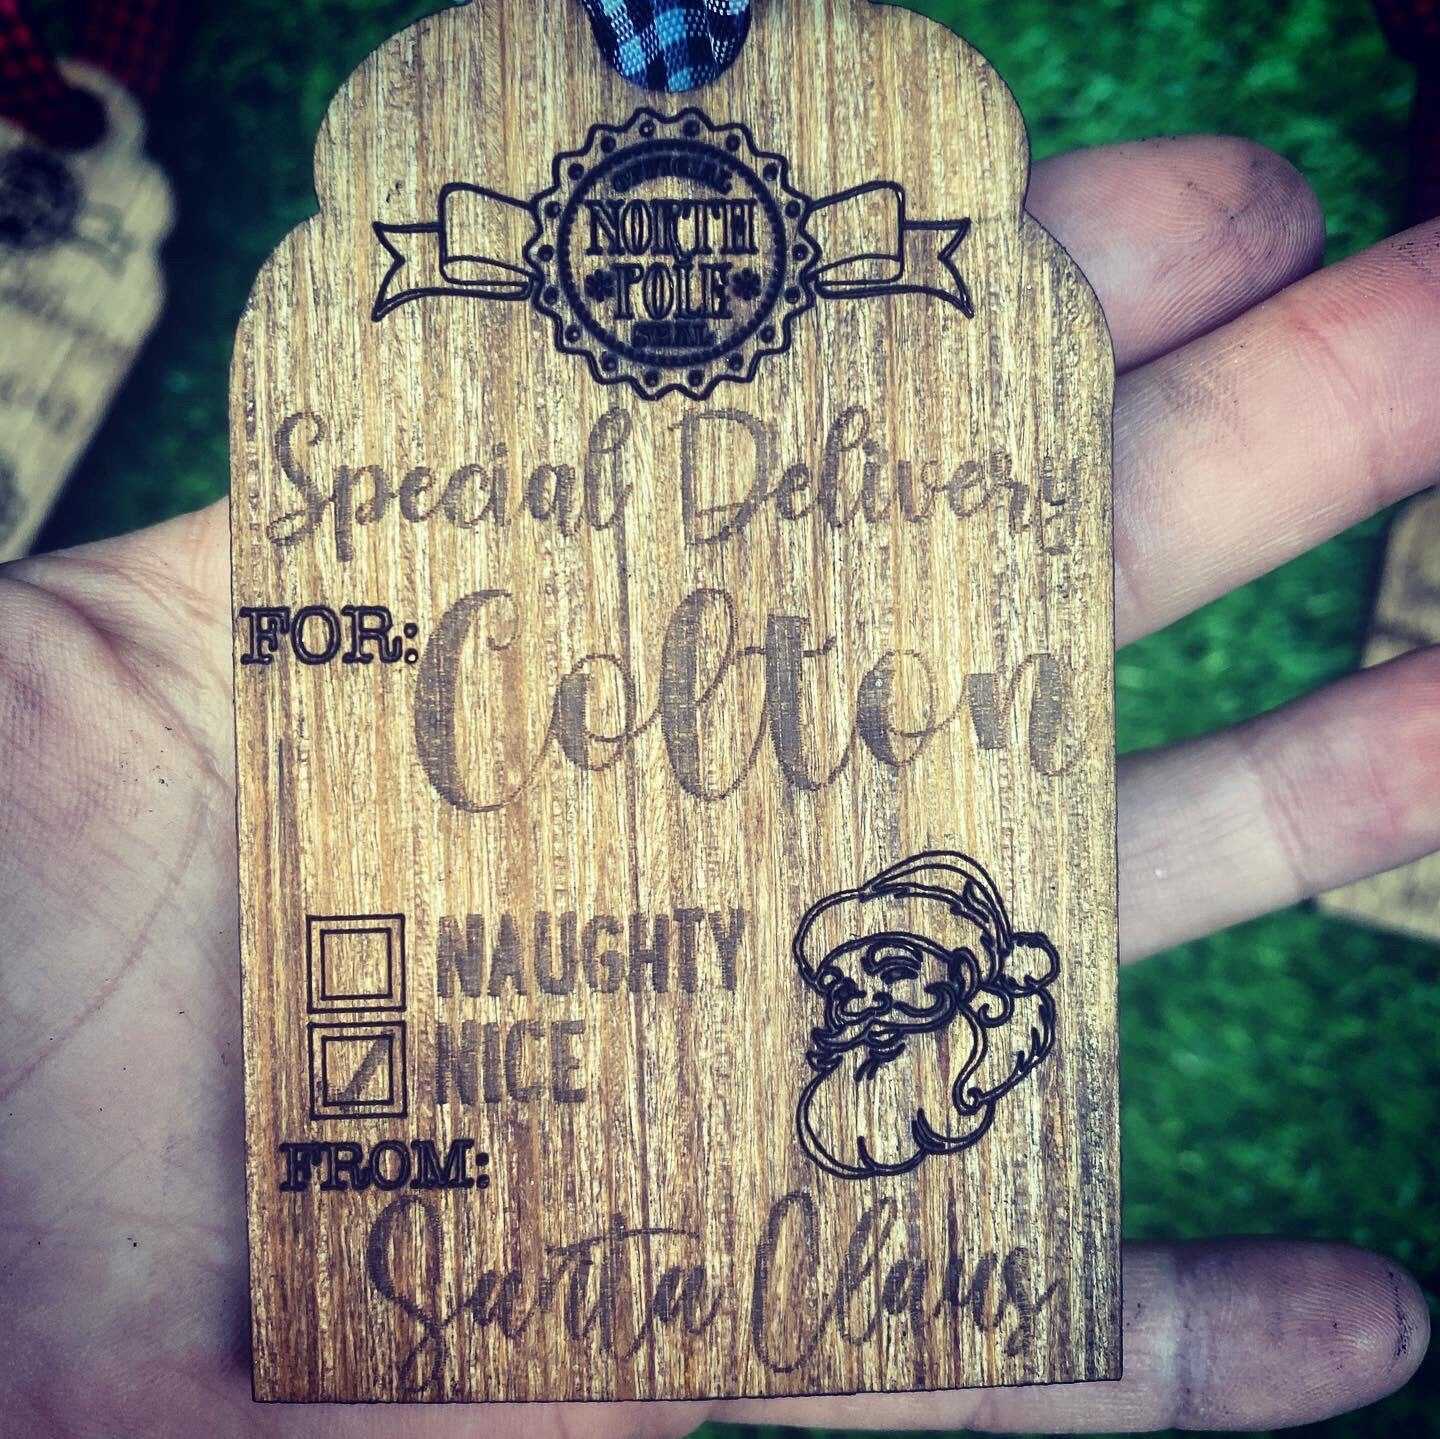 OFFICIAL
NORTH
POLE
SEAL
Special Delivery
FOR: Colton
NAUGHTY
NICE
FROM:
Santa Claus